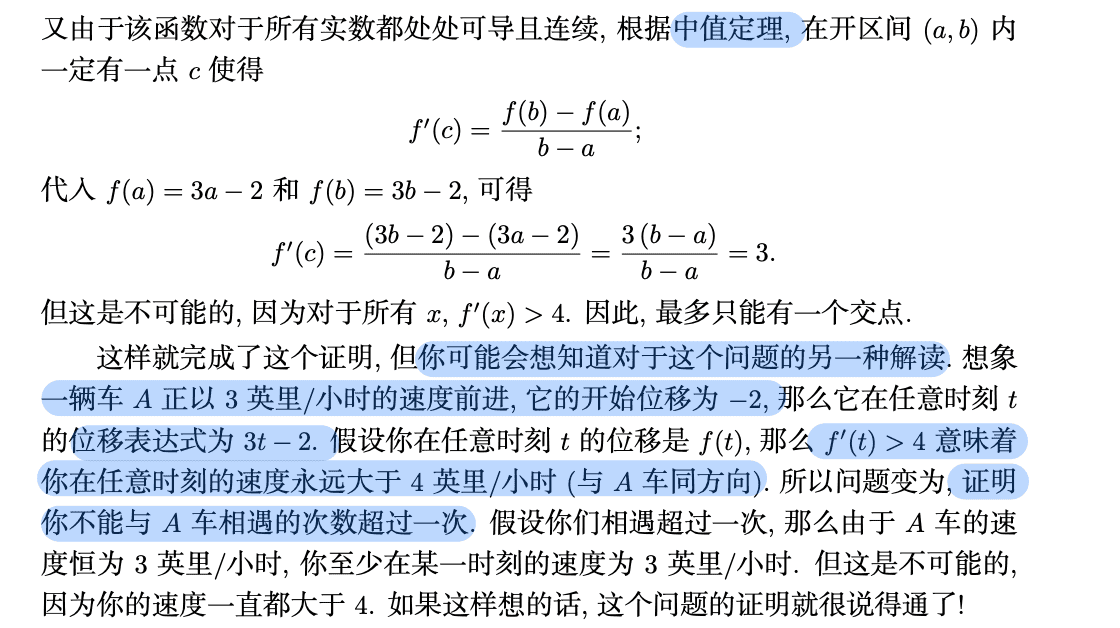 又由于该函数对于所有实数都处处可导且连续, 根据中值定理, 在开区间 (a, b) 内
一定有一点 c 使得
f′(c) = \frac{f(b) − f(a)}{b − a};
代入 f(a) = 3a − 2 和 f(b) = 3b − 2, 可得
f′(c) = \frac{(3b − 2) − (3a − 2)}{b − a} = \frac{3 (b − a)}{b − a} = 3.
但这是不可能的, 因为对于所有 x, f′(x) > 4. 因此, 最多只能有一个交点.
这样就完成了这个证明, 但你可能会想知道对于这个问题的另一种解读. 想象
一辆车 A 正以 3 英里/小时的速度前进, 它的开始位移为 −2, 那么它在任意时刻 t
的位移表达式为 3t − 2. 假设你在任意时刻 t 的位移是 f(t), 那么 f′(t) > 4 意味着
你在任意时刻的速度永远大于 4 英里/小时 (与 A 车同方向). 所以问题变为, 证明
你不能与 A 车相遇的次数超过一次. 假设你们相遇超过一次, 那么由于 A 车的速
度恒为 3 英里/小时, 你至少在某一时刻的速度为 3 英里/小时. 但这是不可能的,
因为你的速度一直都大于 4. 如果这样想的话, 这个问题的证明就很说得通了!